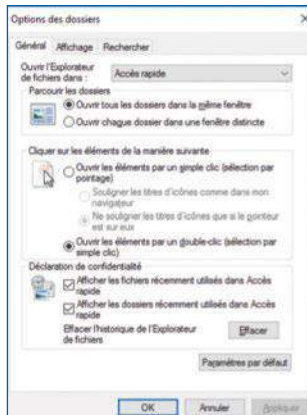 Options des dossiers
Général Affichage Rechercher
Ouvrir l'Explorateur
de fichiers dans : Accès rapide
Parcourir les dossiers
Ouvrir tous les dossiers dans la même fenêtre
Ouvrir chaque dossier dans une fenêtre distincte
Cliquer sur les éléments de la manière suivante
Ouvrir les éléments par un simple clic (sélection par
pointage)
Souligner les titres d'icônes comme dans mon
navigateur
Ne souligner les titres d'icônes que si le pointeur
est sur eux
Ouvrir les éléments par un double-clic (sélection par
simple clic)
Déclaration de confidentialité
Afficher les fichiers récemment utilisés dans Accès
rapide
Afficher les dossiers récemment utilisés dans Accès
rapide
Effacer l'historique de l'Explorateur
de fichiers Effacer
Paramètres par défaut
OK Annuler Appliquer